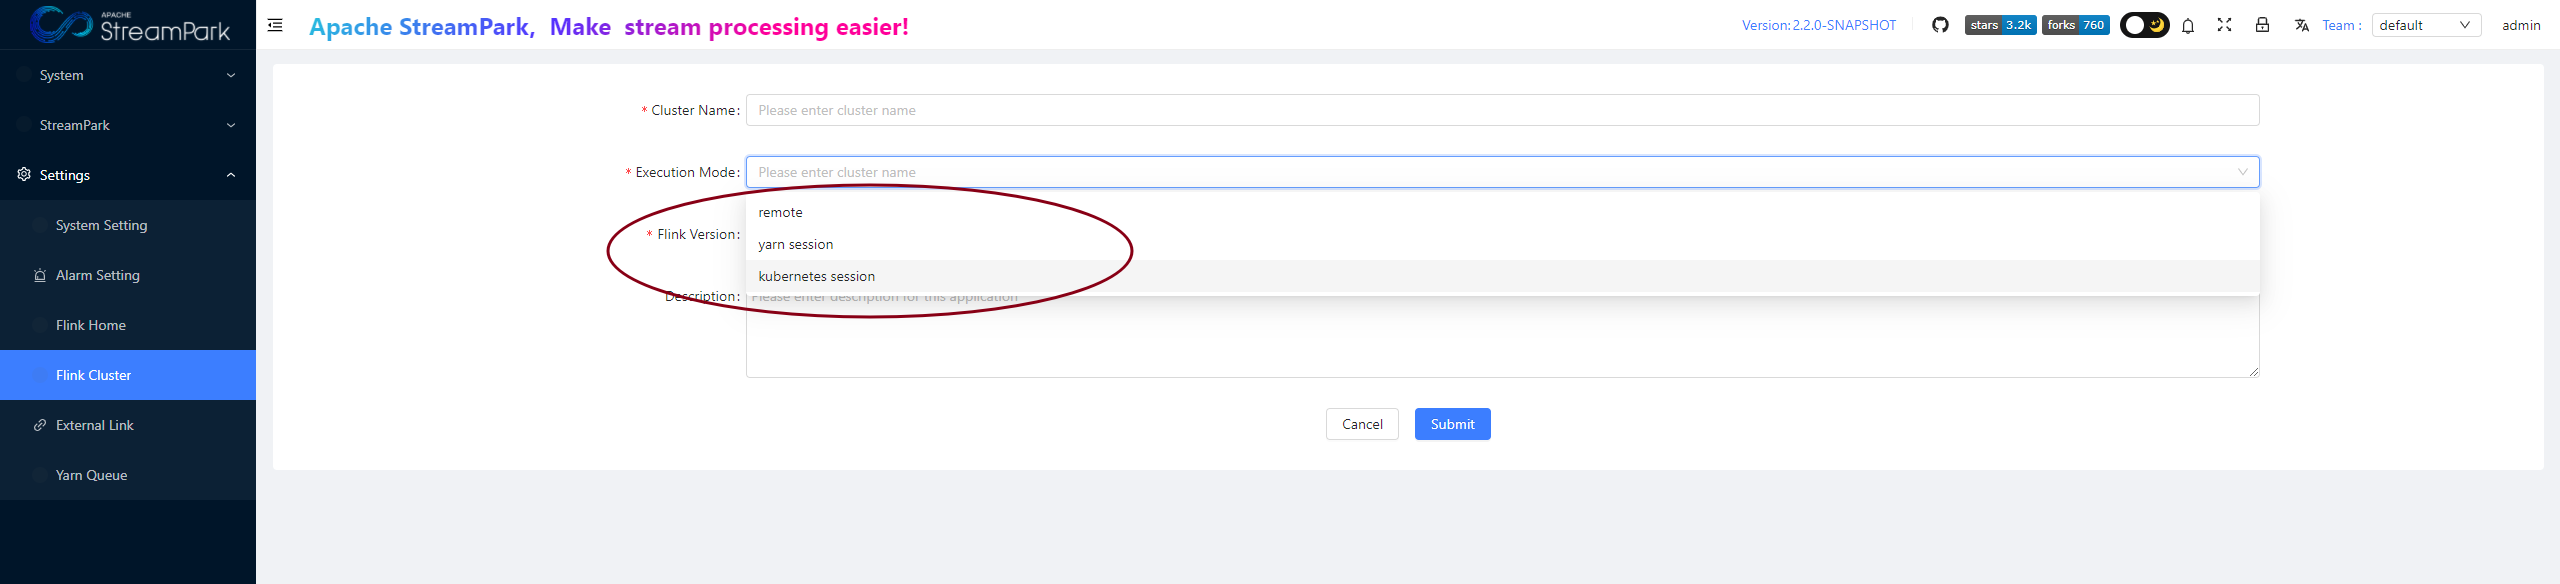 APACHE
StreamPark
Apache StreamPark, Make stream processing easier!
Version: 2.2.0-SNAPSHOT
stars 3.2k forks 760
Team : default
admin
System
StreamPark
Settings
System Setting
Alarm Setting
Flink Home
Flink Cluster
External Link
Yarn Queue
* Cluster Name: Please enter cluster name
* Execution Mode: Please enter cluster name
remote
* Flink Version:
yarn session
kubernetes session
Description: Please enter description for this application
Cancel Submit